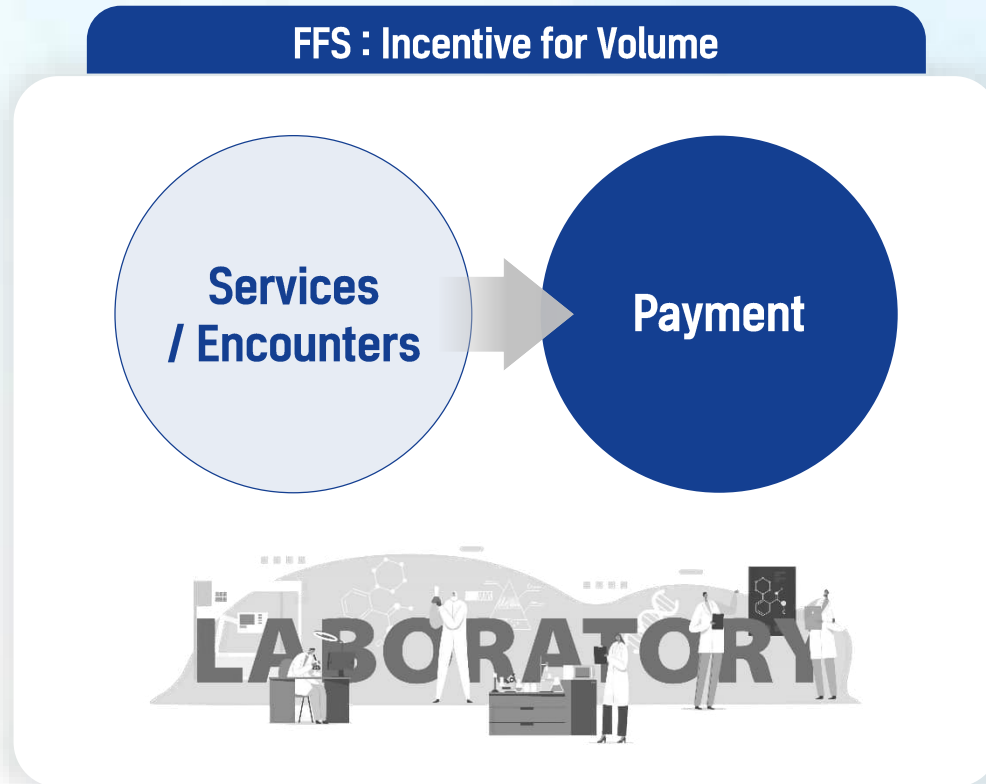 FFS : Incentive for Volume
Services
/ Encounters
Payment
LABORATORY